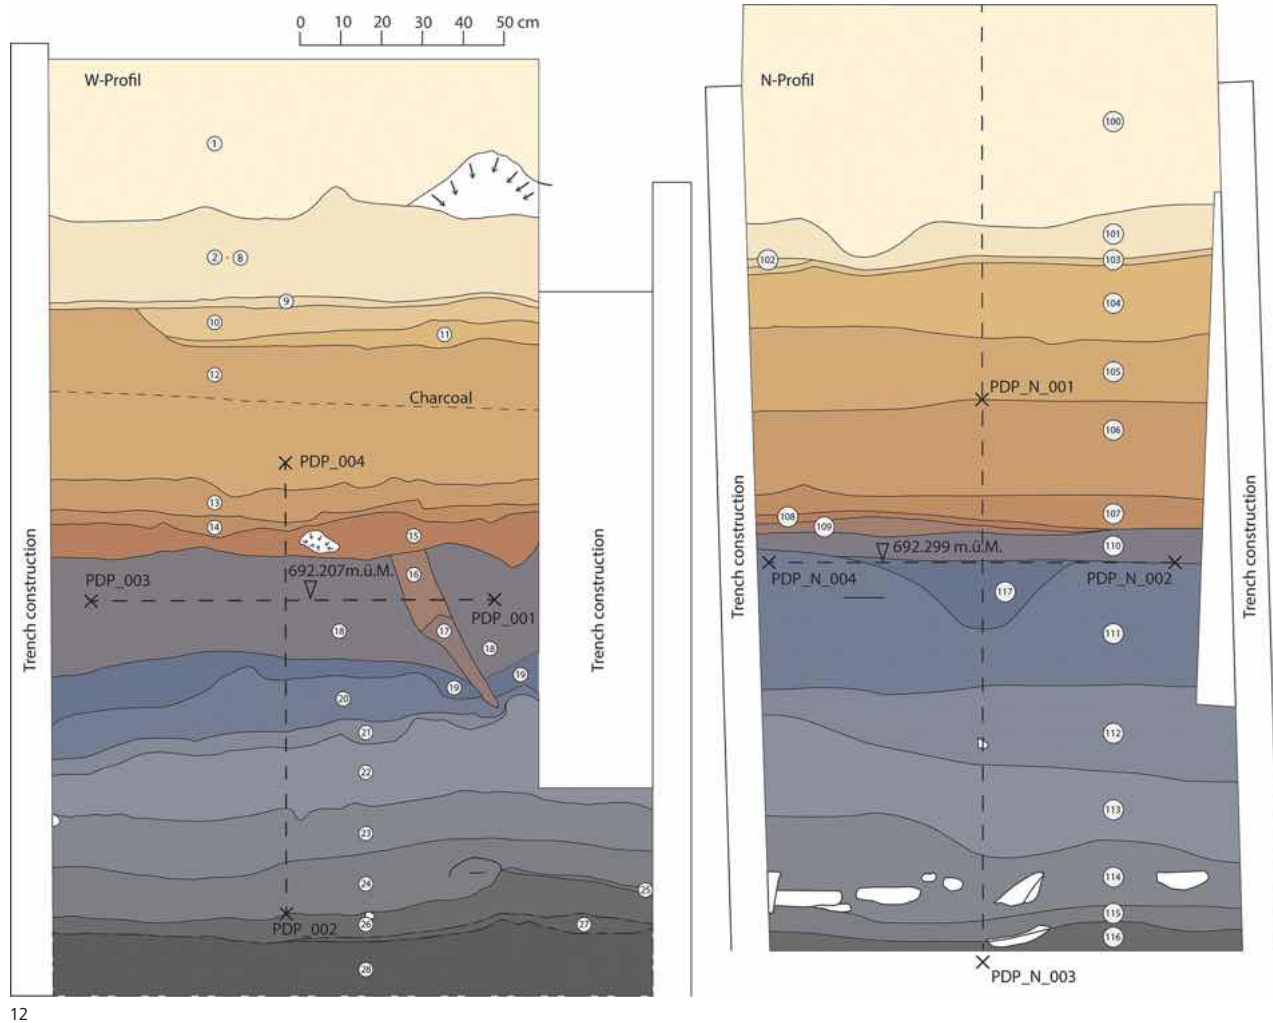 0 10 20 30 40 50 cm
W-Profil
1
2 - 8
9
10
11
12
Charcoal
PDP_004
13
14
15
692.207m.ü.M.
16
PDP_003
PDP_001
17
18
18
19
19
20
21
22
23
24
25
26
27
PDP_002
28
Trench construction
Trench construction
N-Profil
100
101
102
103
104
105
PDP_N_001
106
107
108
109
110
692.299 m.ü.M.
PDP_N_004
PDP_N_002
117
111
112
113
114
115
116
PDP_N_003
Trench construction
Trench construction
12